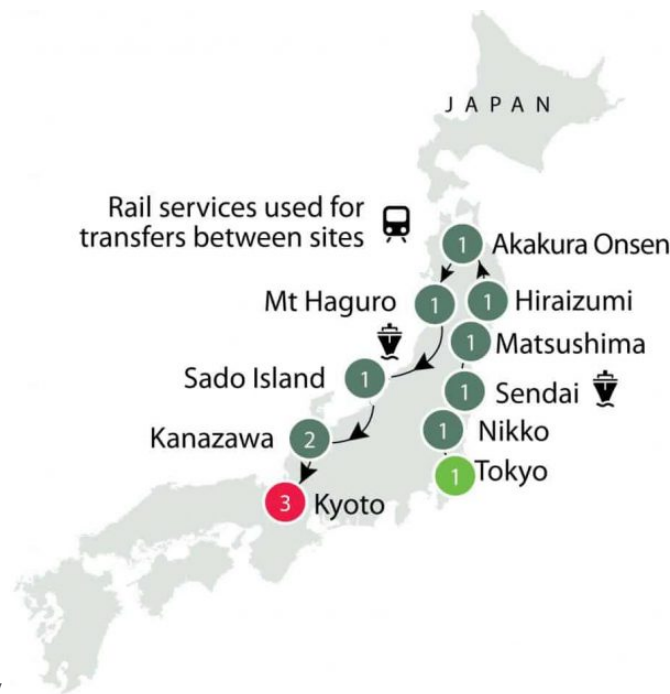 J A P A N
Rail services used for
transfers between sites
1 Akakura Onsen
Mt Haguro 1
1 Hiraizumi
1 Matsushima
Sado Island 1
1 Sendai
Kanazawa 2
1 Nikko
1 Tokyo
3 Kyoto